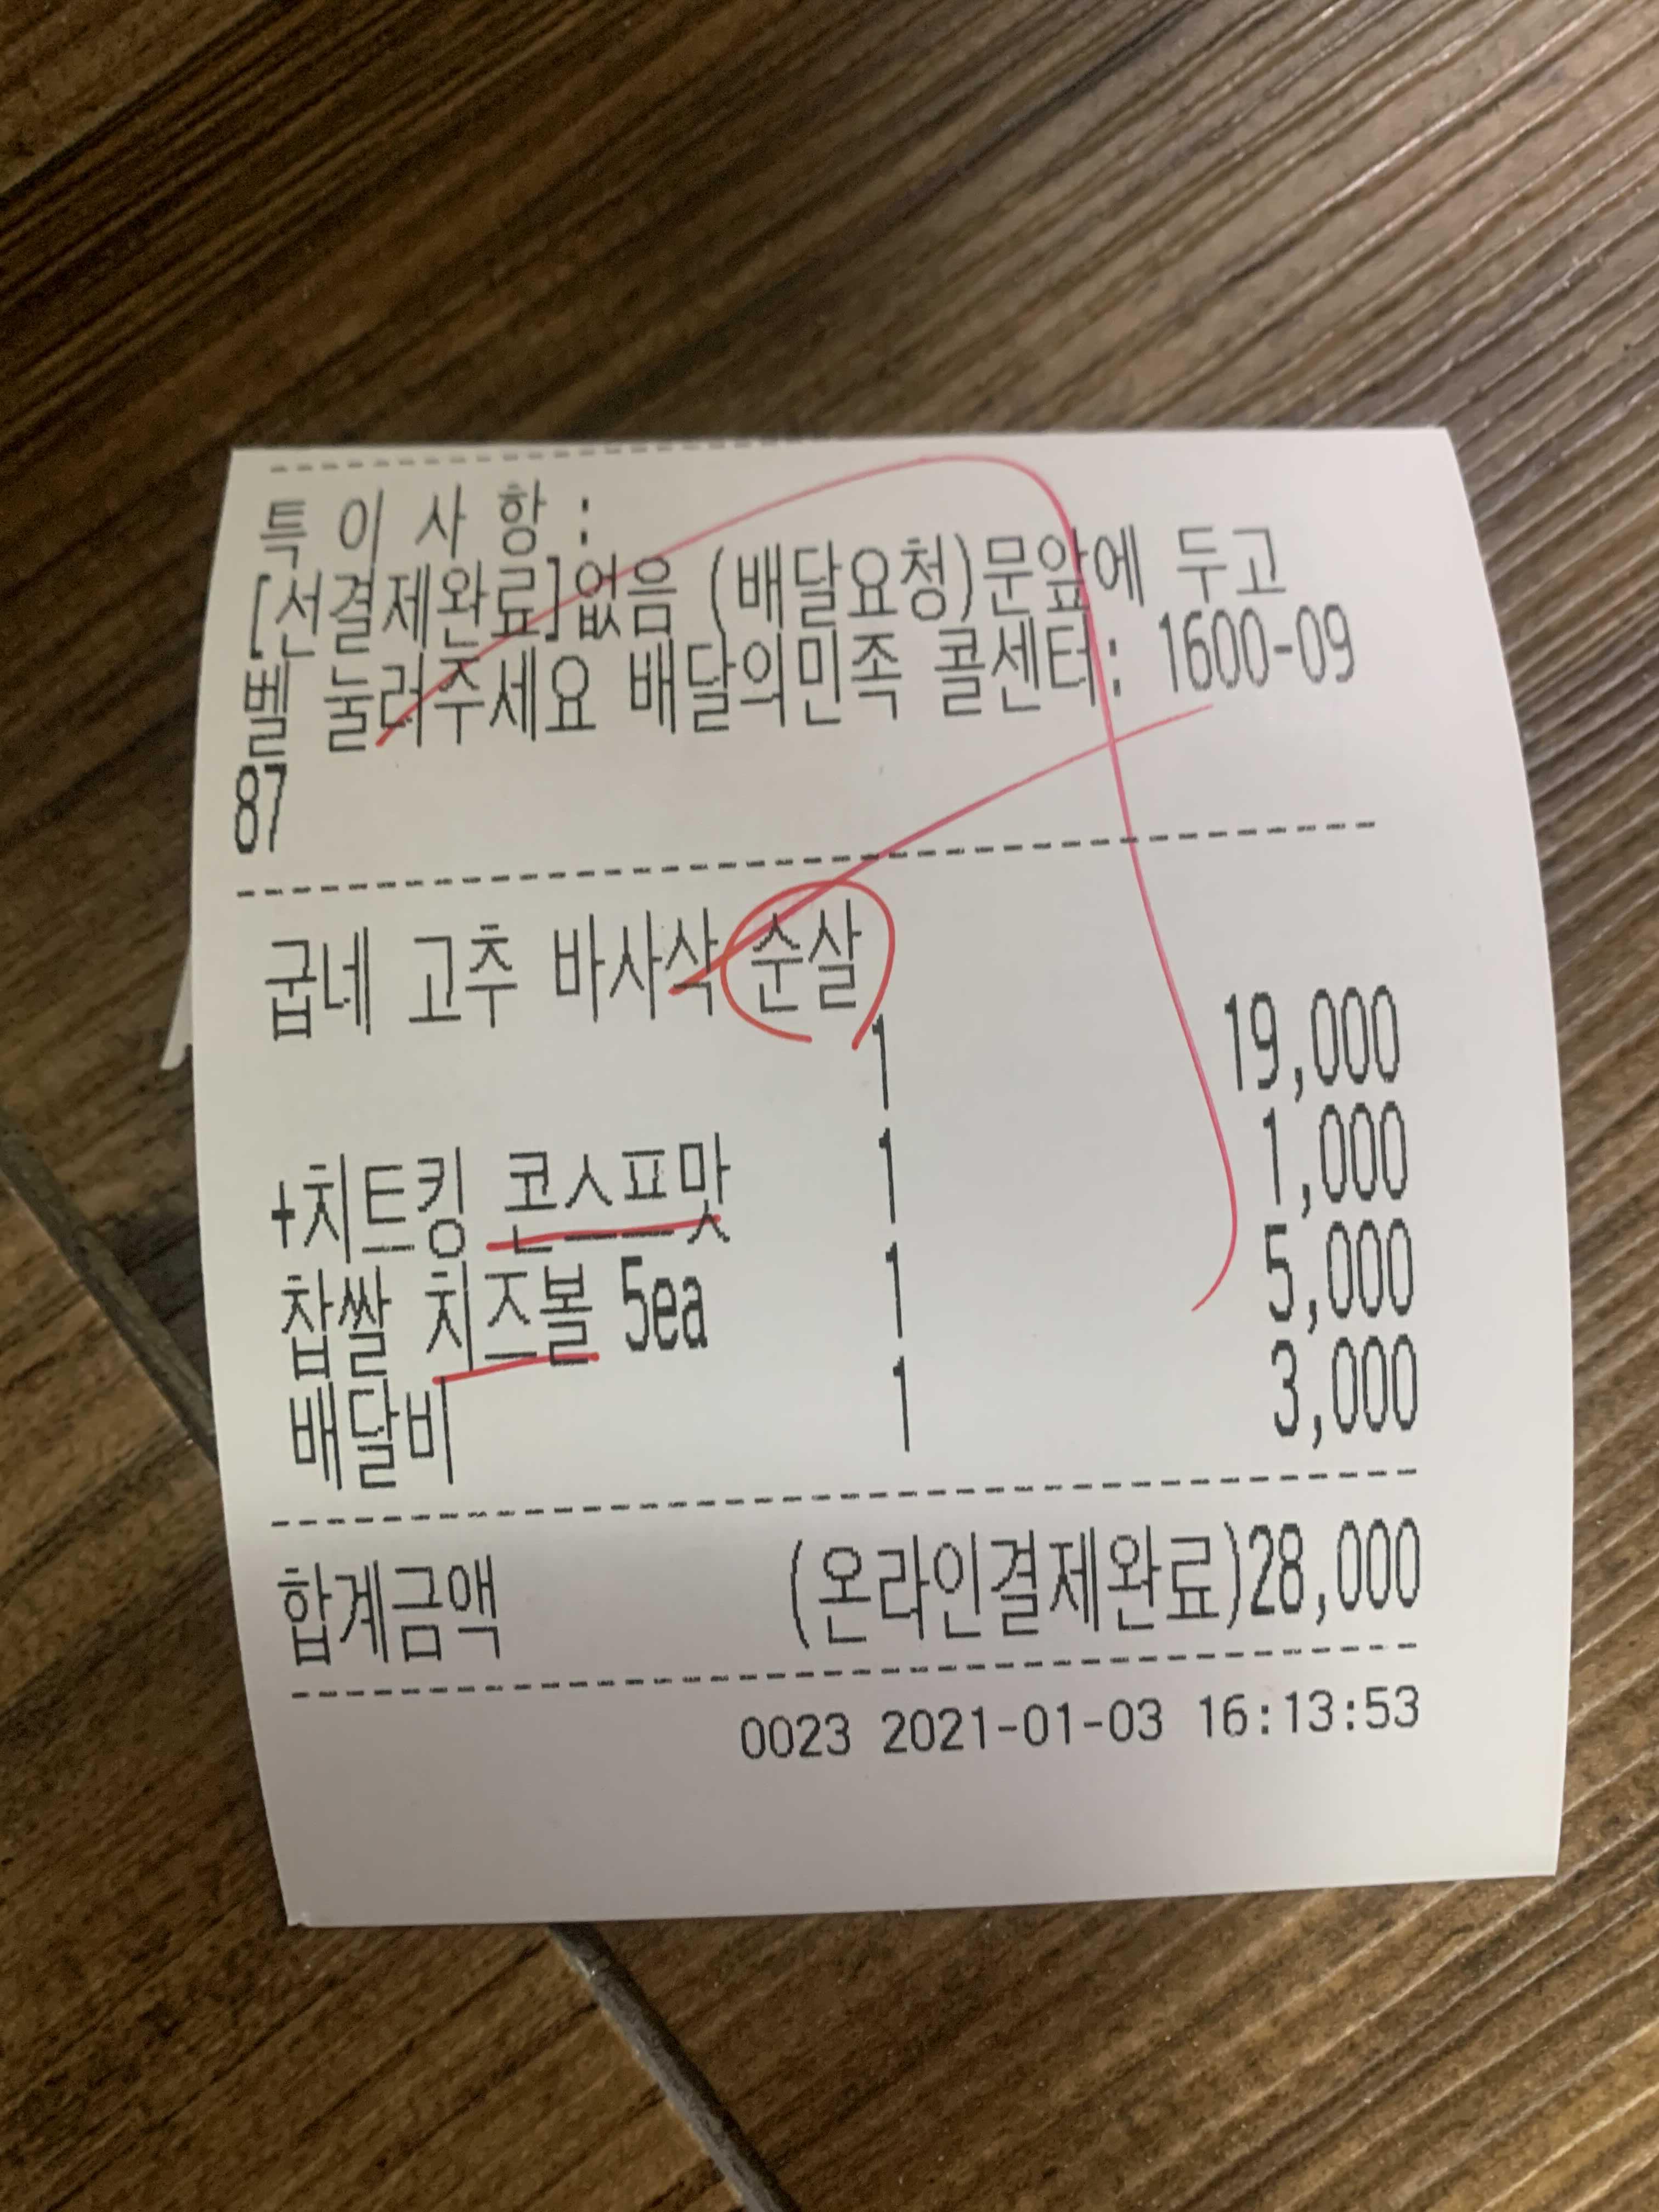 특 이 사 항 :
[선결제완료]없음 (배달요청)문앞에 두고
벨 눌러주세요 배달의민족 콜센터: 1600-09
87
굽네 고추 바사삭 순살
1 19,000
+치트킹 콘스프맛 1 1,000
찹쌀 치즈볼 5ea 1 5,000
배달비 1 3,000
합계금액 (온라인결제완료)28,000
0023 2021-01-03 16:13:53